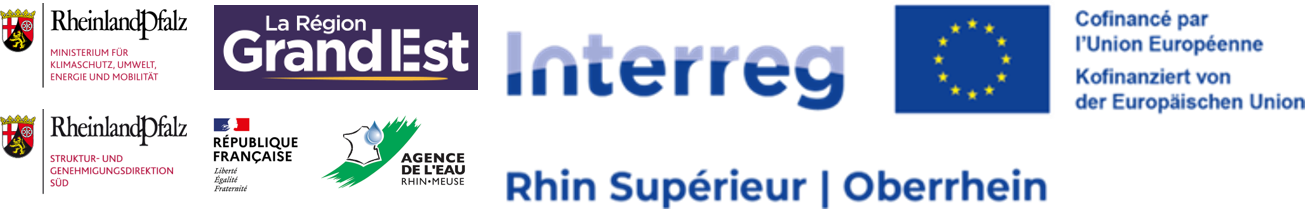 RheinlandPfalz
MINISTERIUM FÜR
KLIMASCHUTZ, UMWELT,
ENERGIE UND MOBILITÄT
La Région
GrandEst
RheinlandPfalz
STRUKTUR- UND
GENEHMIGUNGSDIREKTION
SÜD
RÉPUBLIQUE
FRANÇAISE
Liberté
Égalité
Fraternité
AGENCE
DE L'EAU
RHIN•MEUSE
Interreg
Cofinancé par
l'Union Européenne
Kofinanziert von
der Europäischen Union
Rhin Supérieur | Oberrhein